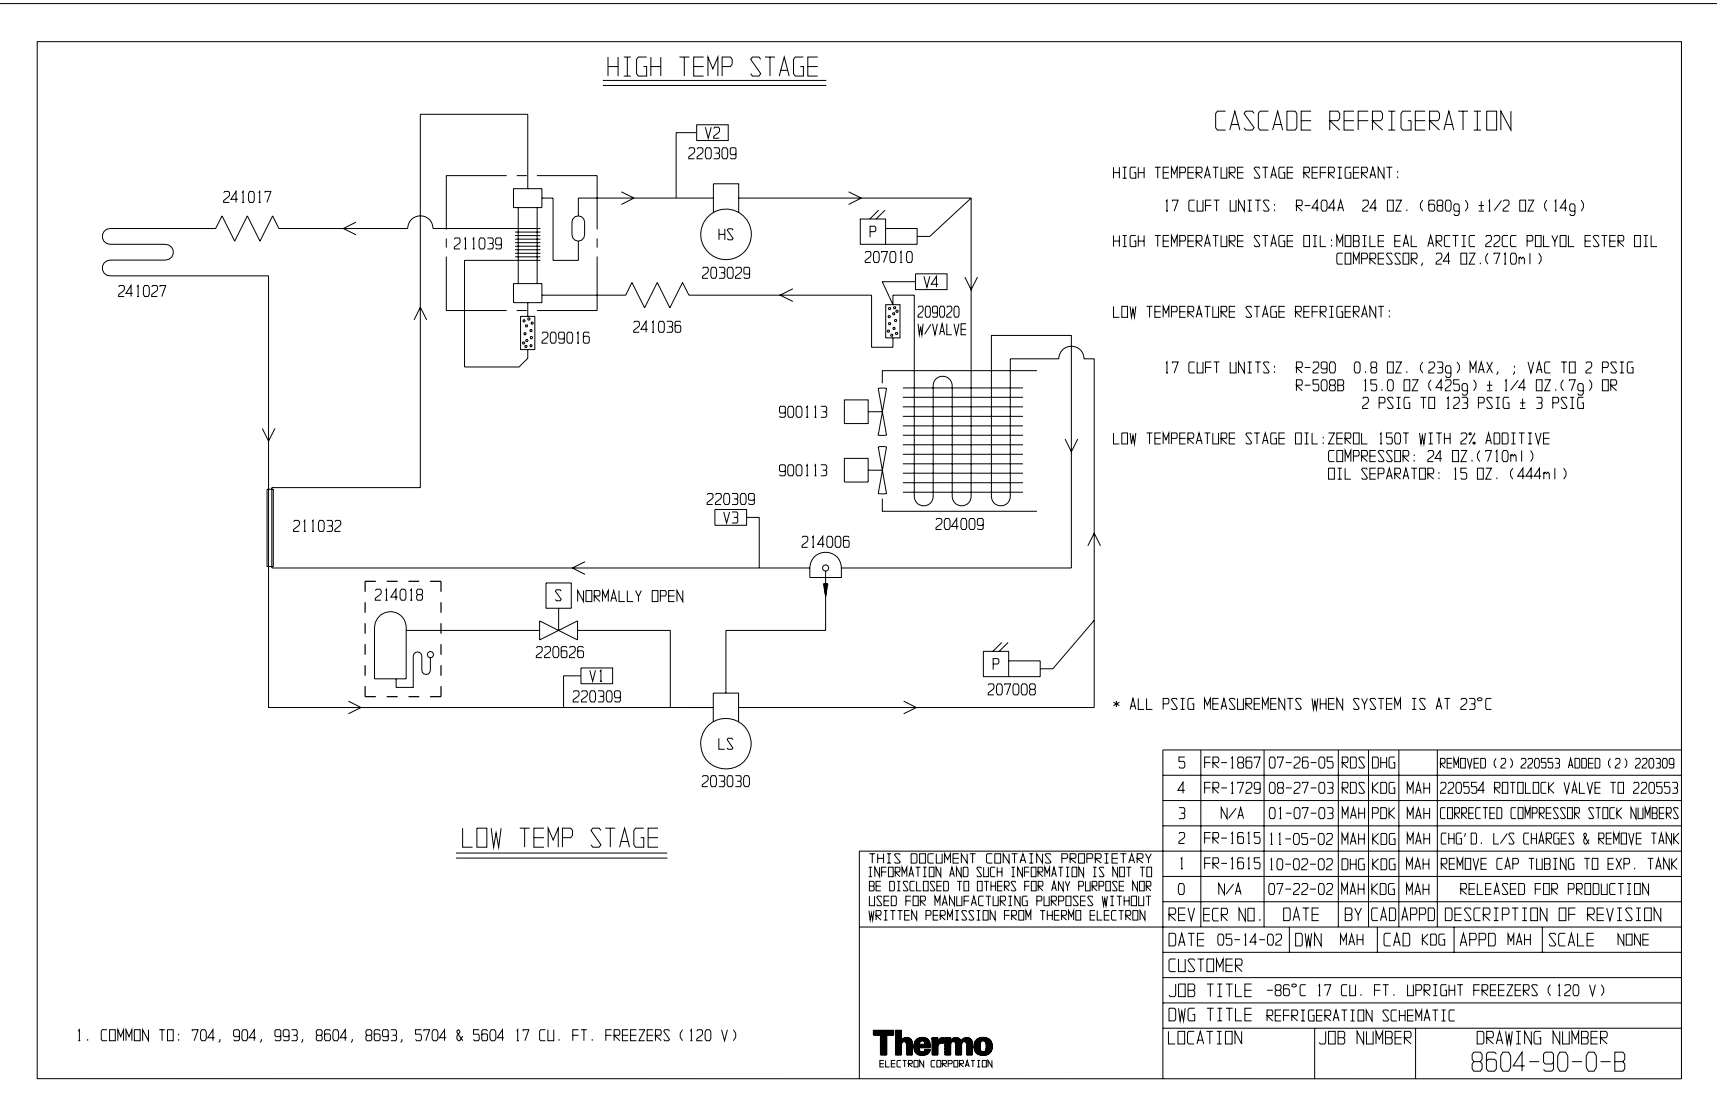 HIGH TEMP STAGE
CASCADE REFRIGERATION
HIGH TEMPERATURE STAGE REFRIGERANT:
17 CUFT UNITS: R-404A 24 OZ. (680g) ±1/2 OZ (14g)
HIGH TEMPERATURE STAGE OIL:MOBILE EAL ARCTIC 22CC POLYOL ESTER OIL
COMPRESSOR, 24 OZ.(710ml)
LOW TEMPERATURE STAGE REFRIGERANT:
17 CUFT UNITS: R-290 0.8 OZ. (23g) MAX, ; VAC TO 2 PSIG
R-508B 15.0 OZ (425g) ± 1/4 OZ.(7g) OR
2 PSIG TO 123 PSIG ± 3 PSIG
LOW TEMPERATURE STAGE OIL:ZEROL 150T WITH 2% ADDITIVE
COMPRESSOR: 24 OZ.(710ml)
OIL SEPARATOR: 15 OZ. (444ml)
* ALL PSIG MEASUREMENTS WHEN SYSTEM IS AT 23°C
V2
220309
241017
211039
HS
203029
P
207010
241027
V4
209020
W/VALVE
241036
209016
900113
900113
204009
220309
V3
211032
214006
214018
S NORMALLY OPEN
220626
V1
220309
P
207008
LS
203030
LOW TEMP STAGE
1. COMMON TO: 704, 904, 993, 8604, 8693, 5704 & 5604 17 CU. FT. FREEZERS (120 V)
THIS DOCUMENT CONTAINS PROPRIETARY
INFORMATION AND SUCH INFORMATION IS NOT TO
BE DISCLOSED TO OTHERS FOR ANY PURPOSE NOR
USED FOR MANUFACTURING PURPOSES WITHOUT
WRITTEN PERMISSION FROM THERMO ELECTRON
Thermo
ELECTRON CORPORATION
5 FR-1867 07-26-05 RDS DHG REMOVED (2) 220553 ADDED (2) 220309
4 FR-1729 08-27-03 RDS KDG MAH 220554 ROTOLOCK VALVE TO 220553
3 N/A 01-07-03 MAH PDK MAH CORRECTED COMPRESSOR STOCK NUMBERS
2 FR-1615 11-05-02 MAH KDG MAH CHG'D. L/S CHARGES & REMOVE TANK
1 FR-1615 10-02-02 DHG KDG MAH REMOVE CAP TUBING TO EXP. TANK
0 N/A 07-22-02 MAH KDG MAH RELEASED FOR PRODUCTION
REV ECR NO. DATE BY CAD APPD DESCRIPTION OF REVISION
DATE 05-14-02 DWN MAH CAD KDG APPD MAH SCALE NONE
CUSTOMER
JOB TITLE -86°C 17 CU. FT. UPRIGHT FREEZERS (120 V)
DWG TITLE REFRIGERATION SCHEMATIC
LOCATION JOB NUMBER DRAWING NUMBER
8604-90-0-B